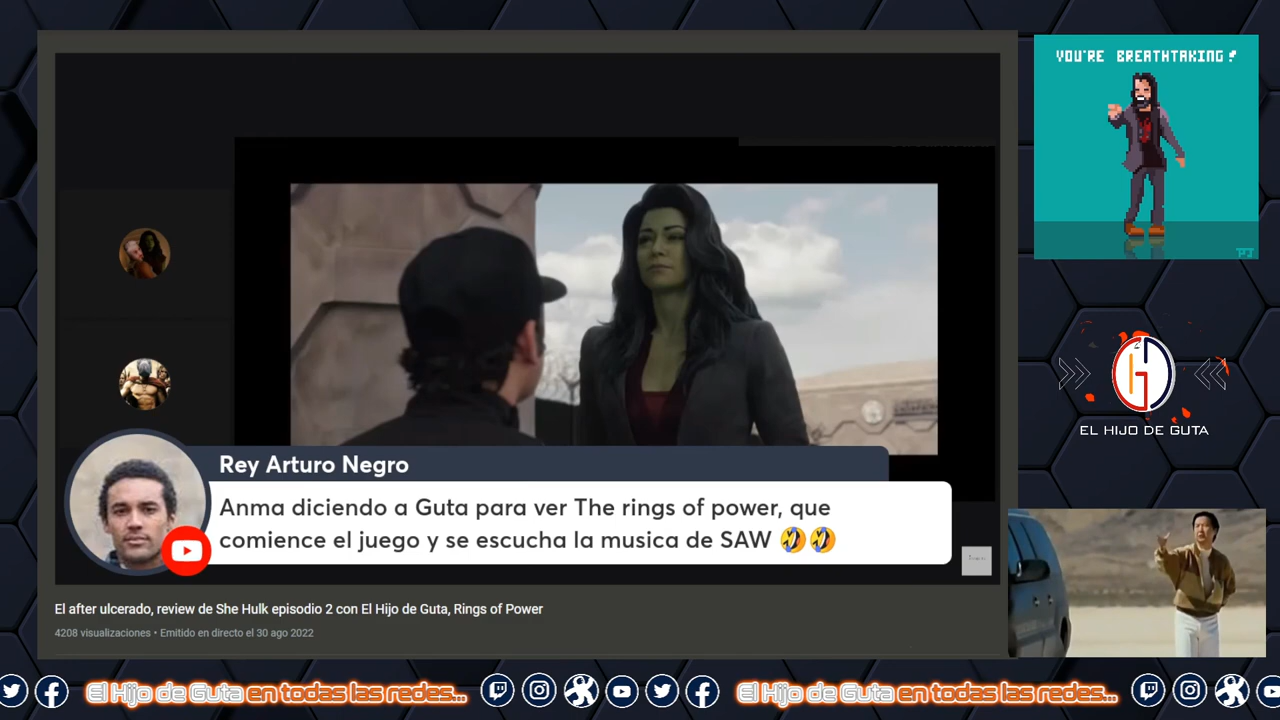 YOU'RE BREATHTAKING!
PJ
Rey Arturo Negro
Anma diciendo a Guta para ver The rings of power, que
comience el juego y se escucha la musica de SAW 🤣🤣
EL HIJO DE GUTA
El after ulcerado, review de She Hulk episodio 2 con El Hijo de Guta, Rings of Power
4208 visualizaciones • Emitido en directo el 30 ago 2022
El Hijo de Guta en todas las redes... El Hijo de Guta en todas las redes...